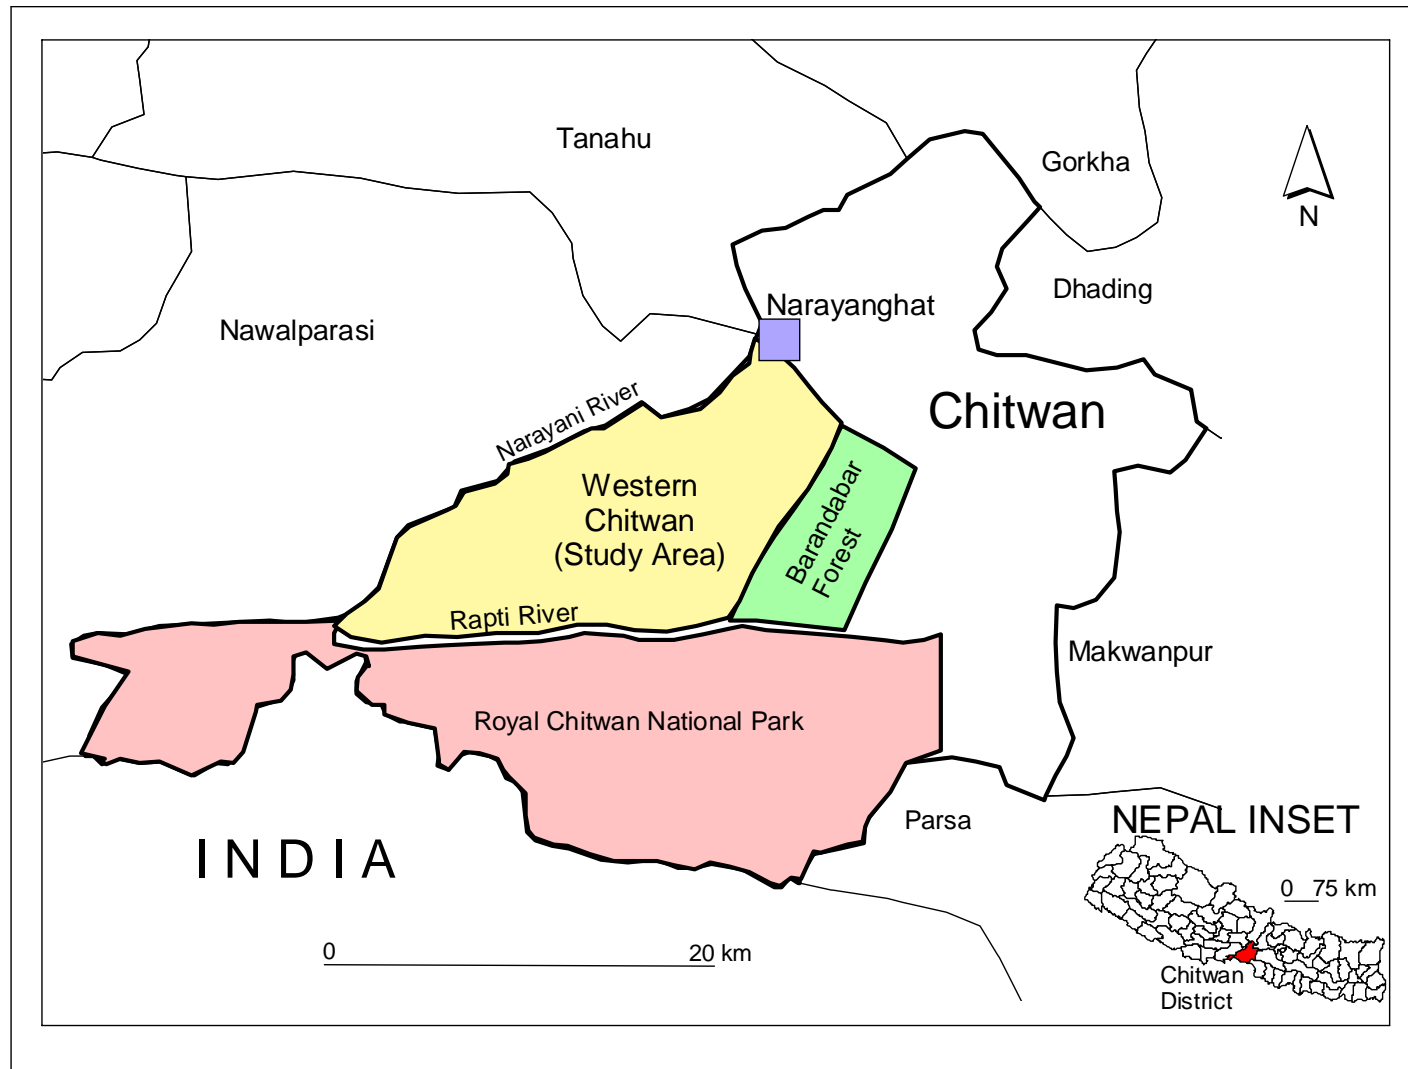 Tanahu
Gorkha
N
Dhading
Narayanghat
Nawalparasi
Narayani River
Chitwan
Western
Chitwan
(Study Area)
Barandabar
Forest
Rapti River
Makwanpur
Royal Chitwan National Park
Parsa
NEPAL INSET
INDIA
0 75 km
0 20 km
Chitwan
District